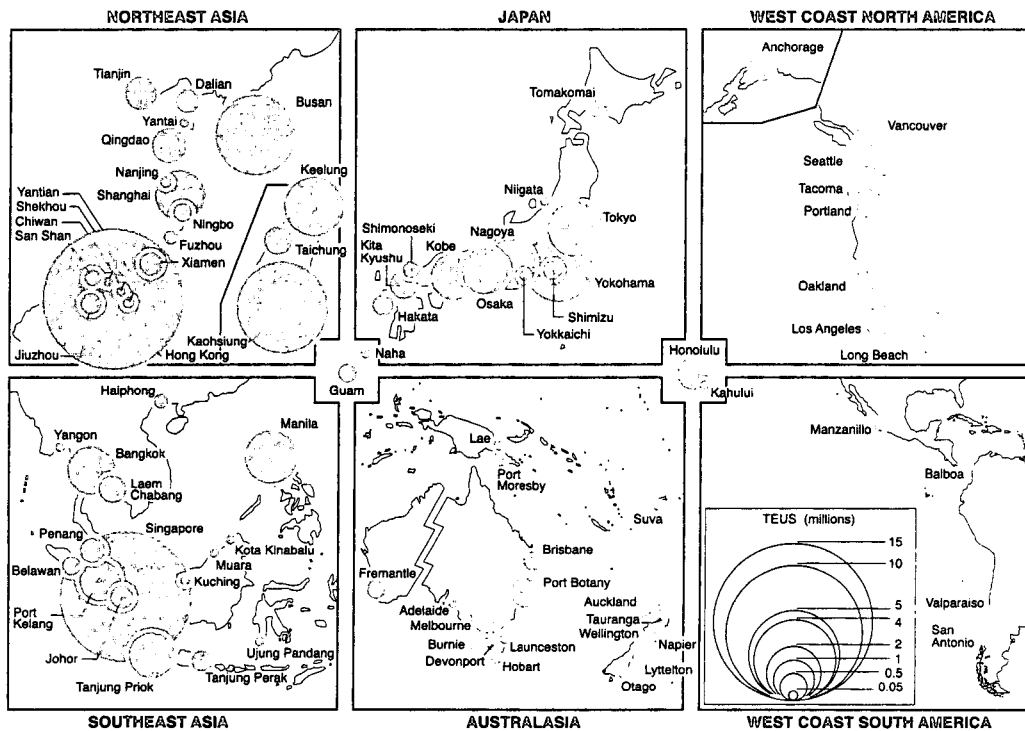 NORTHEAST ASIA
Tianjin
Dalian
Busan
Yantai
Qingdao
Nanjing
Keelung
Shanghai
Yantian
Shekhou
Chiwan
San Shan
Ningbo
Fuzhou
Taichung
Xiamen
Kaohsiung
Jiuzhou
Hong Kong
JAPAN
Tomakomai
Niigata
Tokyo
Nagoya
Shimonoseki
Kobe
Kita
Kyushu
Yokohama
Osaka
Hakata
Shimizu
Yokkaichi
WEST COAST NORTH AMERICA
Anchorage
Vancouver
Seattle
Tacoma
Portland
Oakland
Los Angeles
Long Beach
Naha
Guam
Honolulu
Kahului
Haiphong
Yangon
Manila
Bangkok
Laem
Chabang
Singapore
Penang
Kota Kinabalu
Belawan
Muara
Kuching
Port
Kelang
Johor
Ujung Pandang
Tanjung Priok
Tanjung Perak
SOUTHEAST ASIA
Lae
Port
Moresby
Suva
Brisbane
Fremantle
Port Botany
Adelaide
Melbourne
Auckland
Tauranga
Wellington
Burnie
Launceston
Napier
Devonport
Hobart
Lyttelton
Otago
AUSTRALASIA
Manzanillo
Balboa
TEUS (millions)
15
10
5
4
2
1
0.5
0.05
Valparaiso
San
Antonio
WEST COAST SOUTH AMERICA